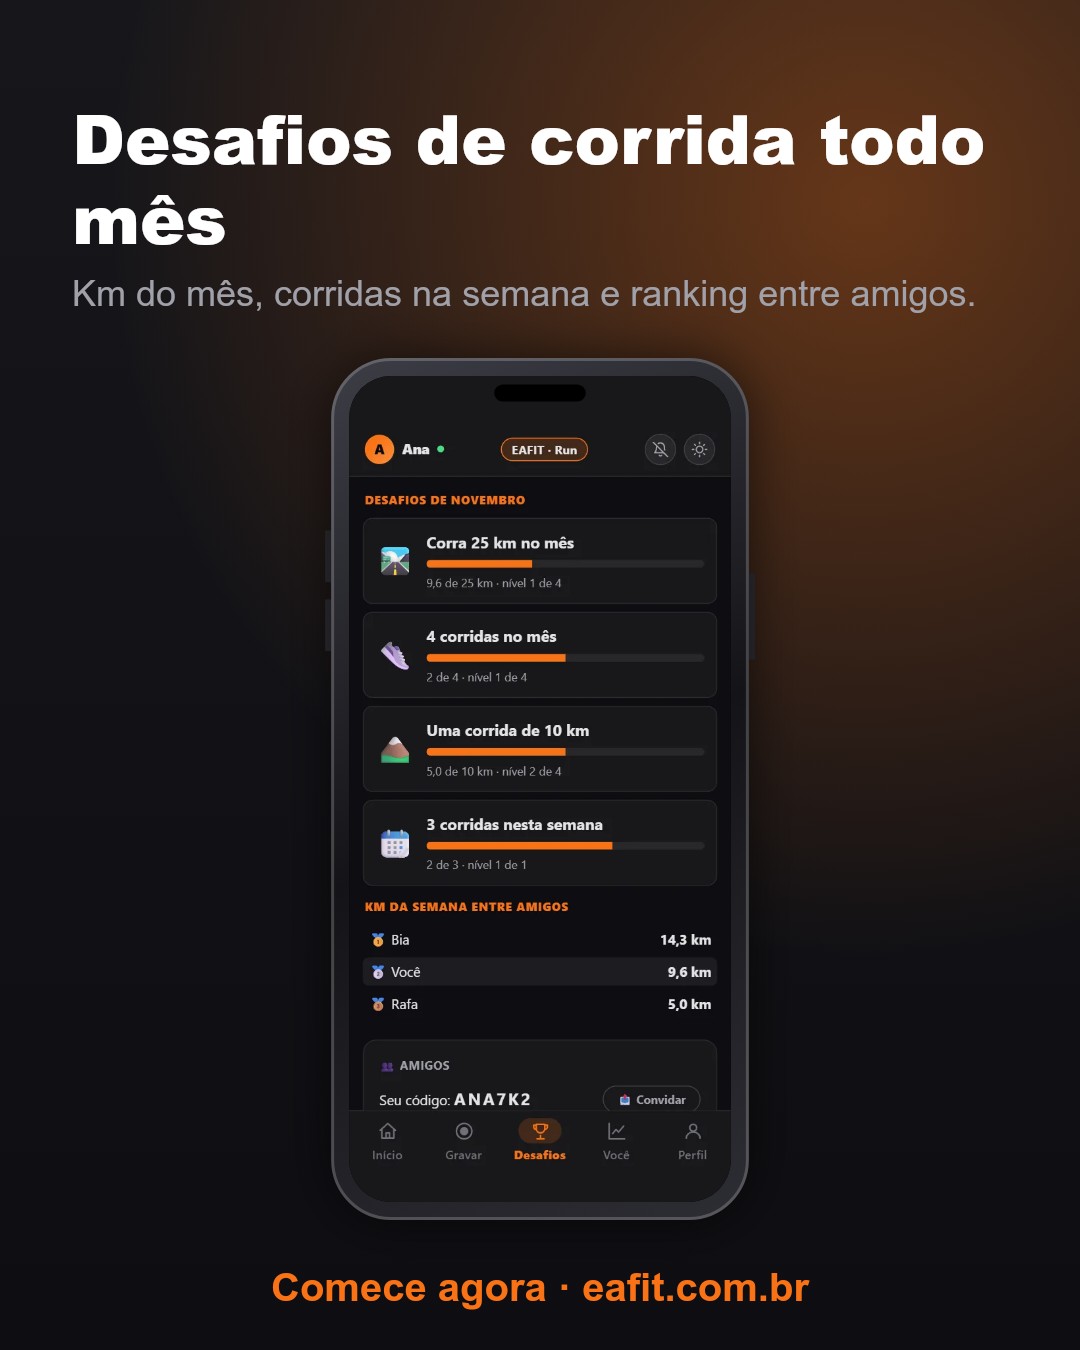 Desafios de corrida todo
mês
Km do mês, corridas na semana e ranking entre amigos.
A Ana EAFIT · Run
DESAFIOS DE NOVEMBRO
Corra 25 km no mês
9,6 de 25 km · nível 1 de 4
4 corridas no mês
2 de 4 · nível 1 de 4
Uma corrida de 10 km
5,0 de 10 km · nível 2 de 4
3 corridas nesta semana
2 de 3 · nível 1 de 1
KM DA SEMANA ENTRE AMIGOS
Bia 14,3 km
Você 9,6 km
Rafa 5,0 km
AMIGOS
Seu código: ANA7K2 Convidar
Início Gravar Desafios Você Perfil
Comece agora · eafit.com.br